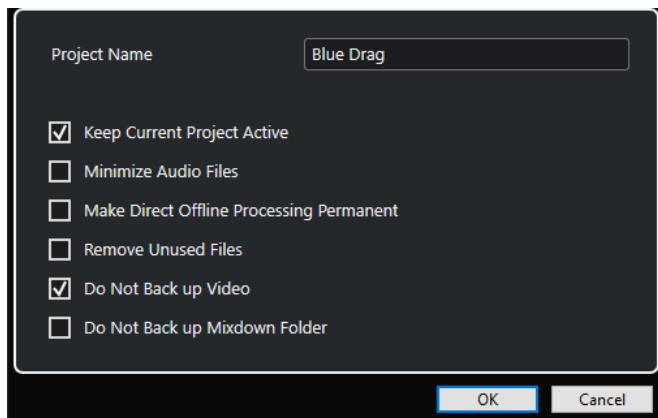 Project Name
Blue Drag
Keep Current Project Active
Minimize Audio Files
Make Direct Offline Processing Permanent
Remove Unused Files
Do Not Back up Video
Do Not Back up Mixdown Folder
OK Cancel